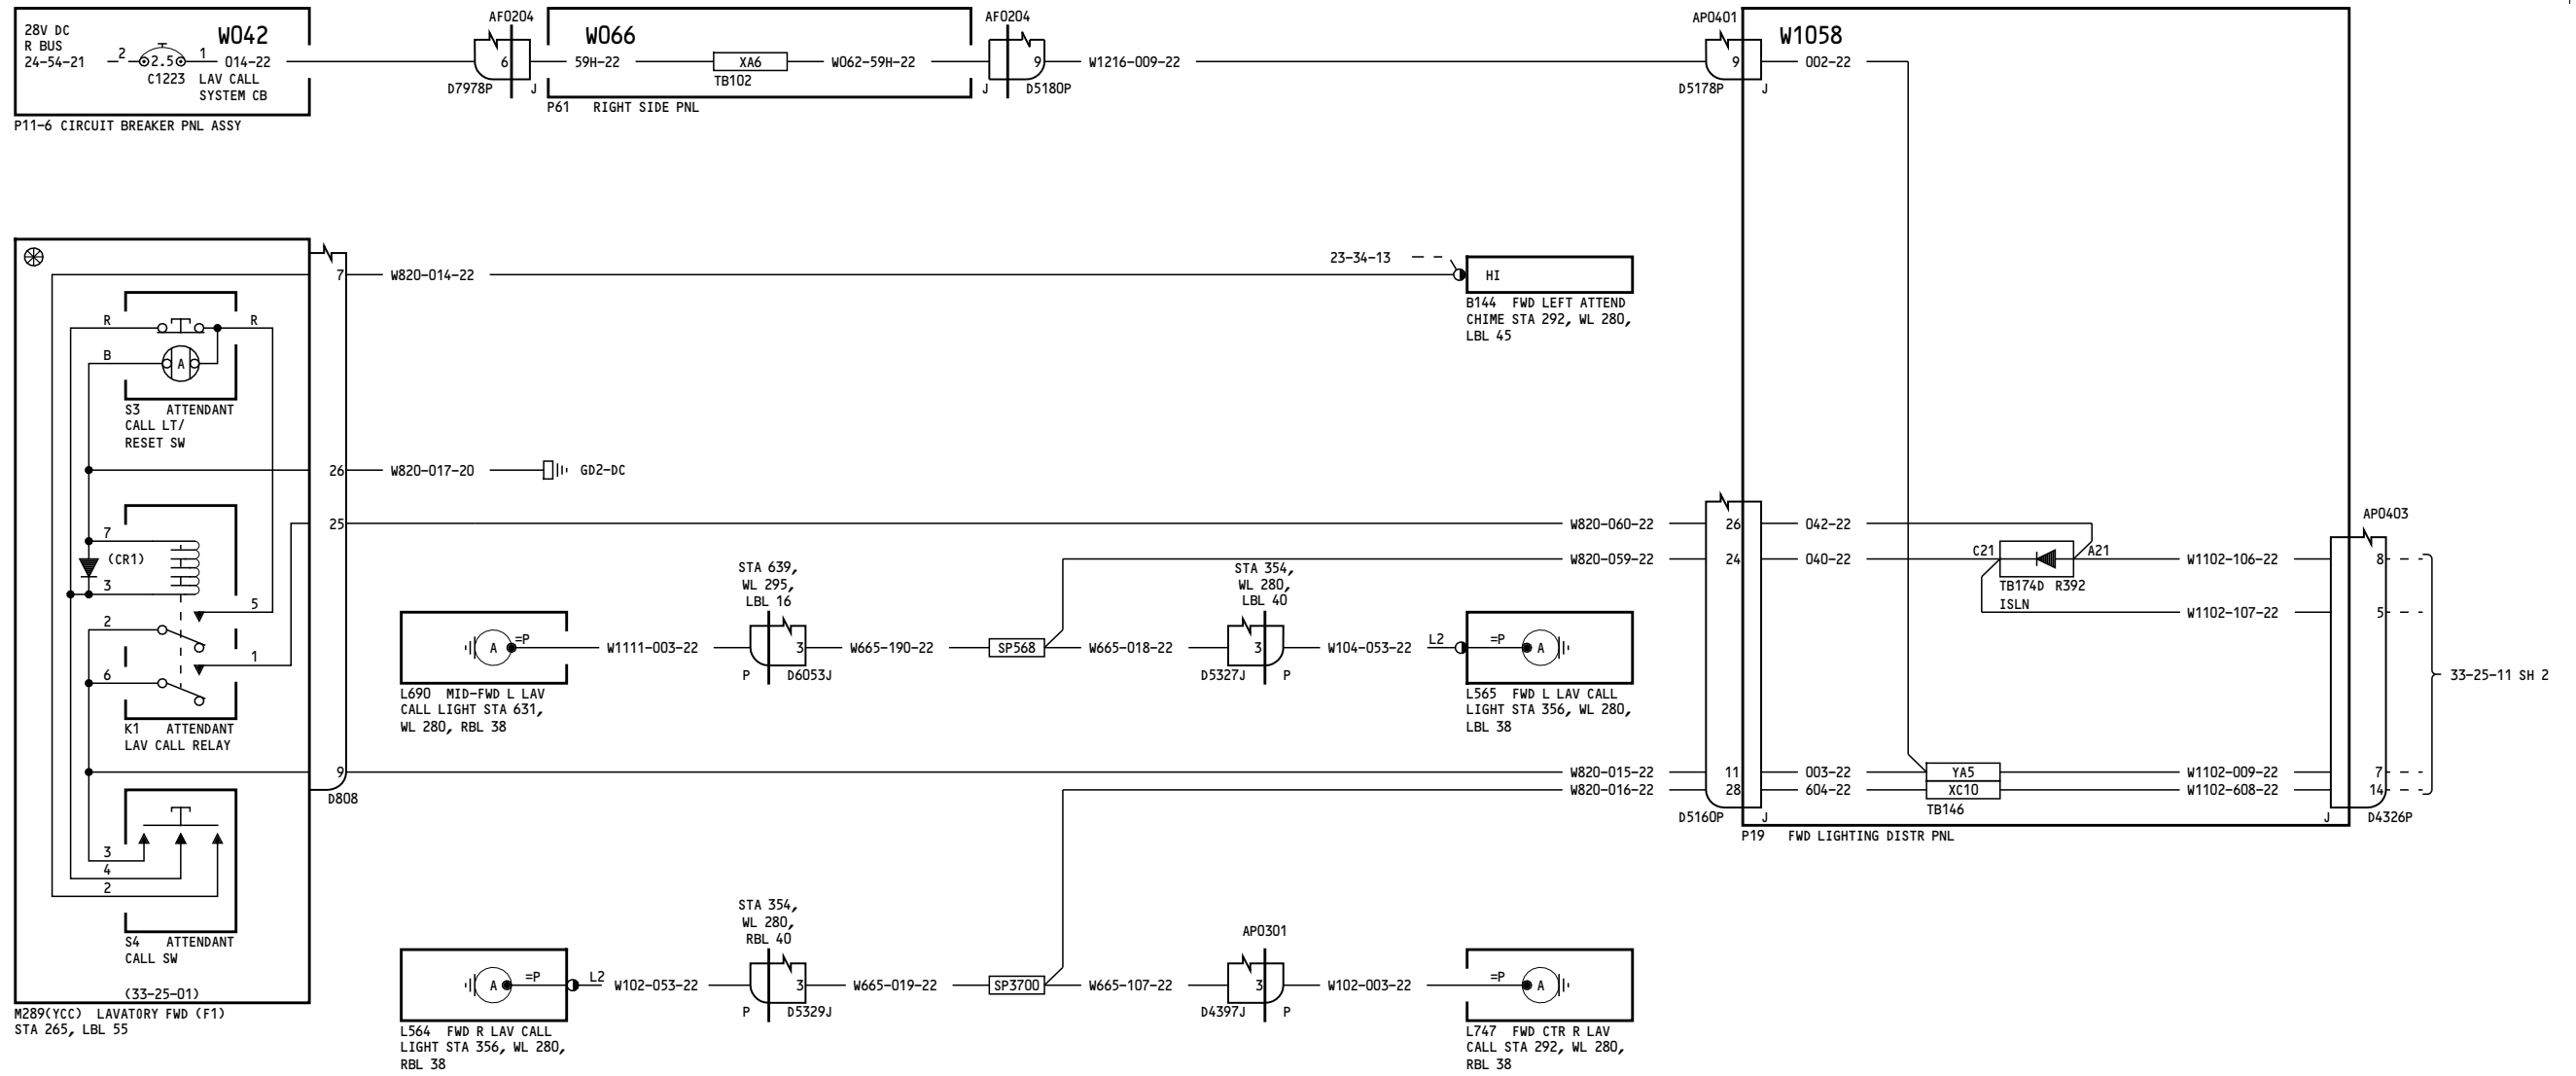 28V DC
R BUS
24-54-21
2
2.5
1
014-22
C1223
LAV CALL
SYSTEM CB
W042
P11-6 CIRCUIT BREAKER PNL ASSY
AF0204
6
D7978P
J
W066
59H-22
XA6
TB102
W062-59H-22
P61 RIGHT SIDE PNL
AF0204
9
J
D5180P
W1216-009-22
AP0401
9
D5178P
J
W1058
002-22
7
W820-014-22
23-34-13
HI
B144 FWD LEFT ATTEND
CHIME STA 292, WL 280,
LBL 45
R
R
B
A
S3 ATTENDANT
CALL LT/
RESET SW
26
W820-017-20
GD2-DC
25
W820-060-22
26
042-22
7
(CR1)
3
5
2
1
6
K1 ATTENDANT
LAV CALL RELAY
W820-059-22
24
040-22
C21
A21
TB174D R392
ISLN
W1102-106-22
8
W1102-107-22
5
AP0403
33-25-11 SH 2
A
=P
W1111-003-22
L690 MID-FWD L LAV
CALL LIGHT STA 631,
WL 280, RBL 38
STA 639,
WL 295,
LBL 16
3
P
D6053J
W665-190-22
SP568
W665-018-22
STA 354,
WL 280,
LBL 40
3
D5327J
P
W104-053-22
L2
=P
A
L565 FWD L LAV CALL
LIGHT STA 356, WL 280,
LBL 38
9
D808
W820-015-22
11
003-22
YA5
W1102-009-22
7
W820-016-22
28
604-22
XC10
W1102-608-22
14
TB146
D5160P
J
J
D4326P
P19 FWD LIGHTING DISTR PNL
3
4
2
S4 ATTENDANT
CALL SW
(33-25-01)
M289(YCC) LAVATORY FWD (F1)
STA 265, LBL 55
A
=P
L2
W102-053-22
L564 FWD R LAV CALL
LIGHT STA 356, WL 280,
RBL 38
STA 354,
WL 280,
RBL 40
3
P
D5329J
W665-019-22
SP3700
W665-107-22
AP0301
3
D4397J
P
W102-003-22
=P
A
L747 FWD CTR R LAV
CALL STA 292, WL 280,
RBL 38